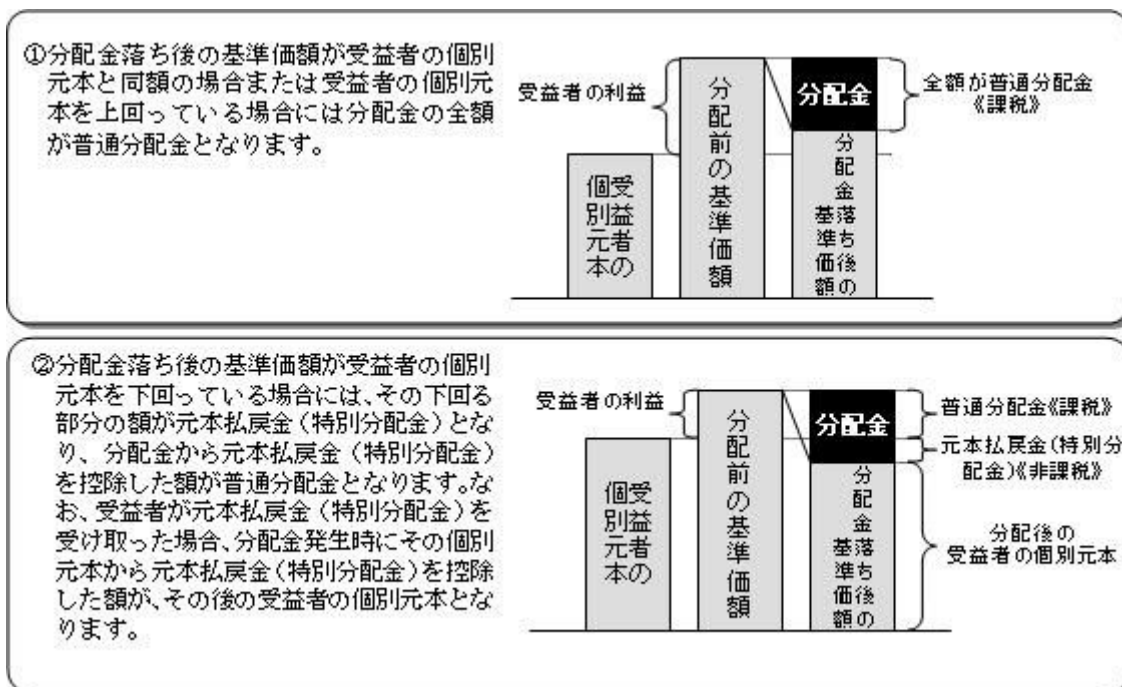 ①分配金落ち後の基準価額が受益者の個別
元本と同額の場合または受益者の個別元
本を上回っている場合には分配金の全額
が普通分配金となります。
受益者の利益
受益者の
個別元本
分配前の基準価額
分配金
分配金落ち後の
基準価額
全額が普通分配金
《課税》
②分配金落ち後の基準価額が受益者の個別
元本を下回っている場合には、その下回る
部分の額が元本払戻金（特別分配金）とな
り、分配金から元本払戻金（特別分配金）
を控除した額が普通分配金となります。な
お、受益者が元本払戻金（特別分配金）を
受け取った場合、分配金発生時にその個別
元本から元本払戻金（特別分配金）を控除
した額が、その後の受益者の個別元本とな
ります。
受益者の利益
受益者の
個別元本
分配前の基準価額
分配金
分配金落ち後の
基準価額
普通分配金《課税》
元本払戻金(特別分
配金)《非課税》
分配後の
受益者の個別元本